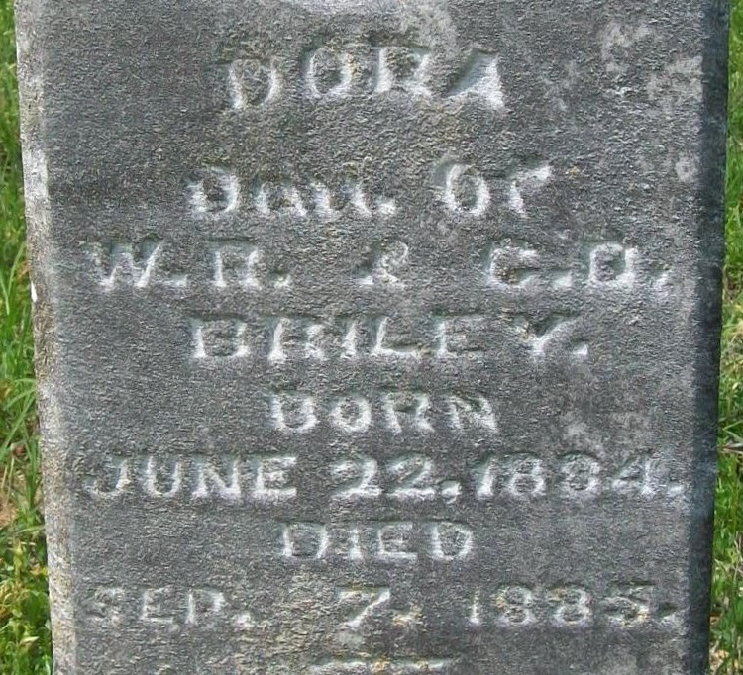 DORA
Dau. Of
W.R. & C.D.
BRILEY.
BORN
JUNE 22, 1884.
DIED
SEP. 7. 1885.